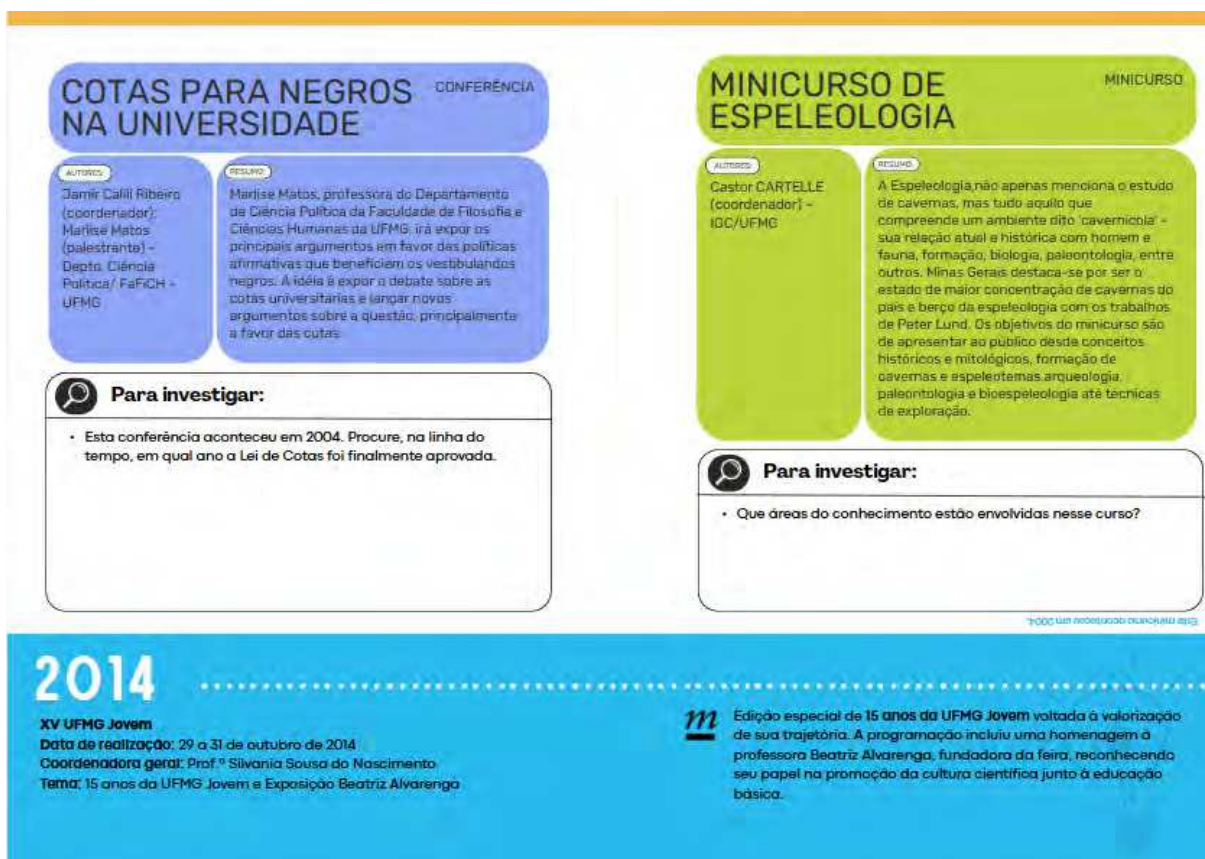 COTAS PARA NEGROS
NA UNIVERSIDADE
CONFERÊNCIA
AUTORES
Jamir Calili Ribeiro
(coordenador);
Marlise Matos
(palestrante) –
Depto. Ciência
Política/ FaFiCH –
UFMG
RESUMO
Marlise Matos, professora do Departamento
de Ciência Política da Faculdade de Filosofia e
Ciências Humanas da UFMG, irá expor os
principais argumentos em favor das políticas
afirmativas que beneficiem os vestibulandos
negros. A idéia é expor o debate sobre as
cotas universitárias e lançar novos
argumentos sobre a questão, principalmente
a favor das cotas
Para investigar:
• Esta conferência aconteceu em 2004. Procure, na linha do
tempo, em qual ano a Lei de Cotas foi finalmente aprovada.
MINICURSO DE
ESPELEOLOGIA
MINICURSO
AUTORES
Castor CARTELLE
(coordenador) –
IGC/UFMG
RESUMO
A Espeleologia não apenas menciona o estudo
de cavernas, mas tudo aquilo que
compreende um ambiente dito 'cavernícola' –
sua relação atual e histórica com homem e
fauna, formação, biologia, paleontologia, entre
outros. Minas Gerais destaca-se por ser o
estado de maior concentração de cavernas do
país e berço da espeleologia com os trabalhos
de Peter Lund. Os objetivos do minicurso são
de apresentar ao público desde conceitos
históricos e mitológicos, formação de
cavernas e espeleotemas arqueologia,
paleontologia e bioespeleologia até técnicas
de exploração.
Para investigar:
• Que áreas do conhecimento estão envolvidas nesse curso?
Este minicurso aconteceu em 2004.
2014
XV UFMG Jovem
Data de realização: 29 a 31 de outubro de 2014
Coordenadora geral: Prof.ª Silvania Sousa do Nascimento
Tema: 15 anos da UFMG Jovem e Exposição Beatriz Alvarenga
m
Edição especial de 15 anos da UFMG Jovem voltada à valorização
de sua trajetória. A programação incluiu uma homenagem à
professora Beatriz Alvarenga, fundadora da feira, reconhecendo
seu papel na promoção da cultura científica junto à educação
básica.